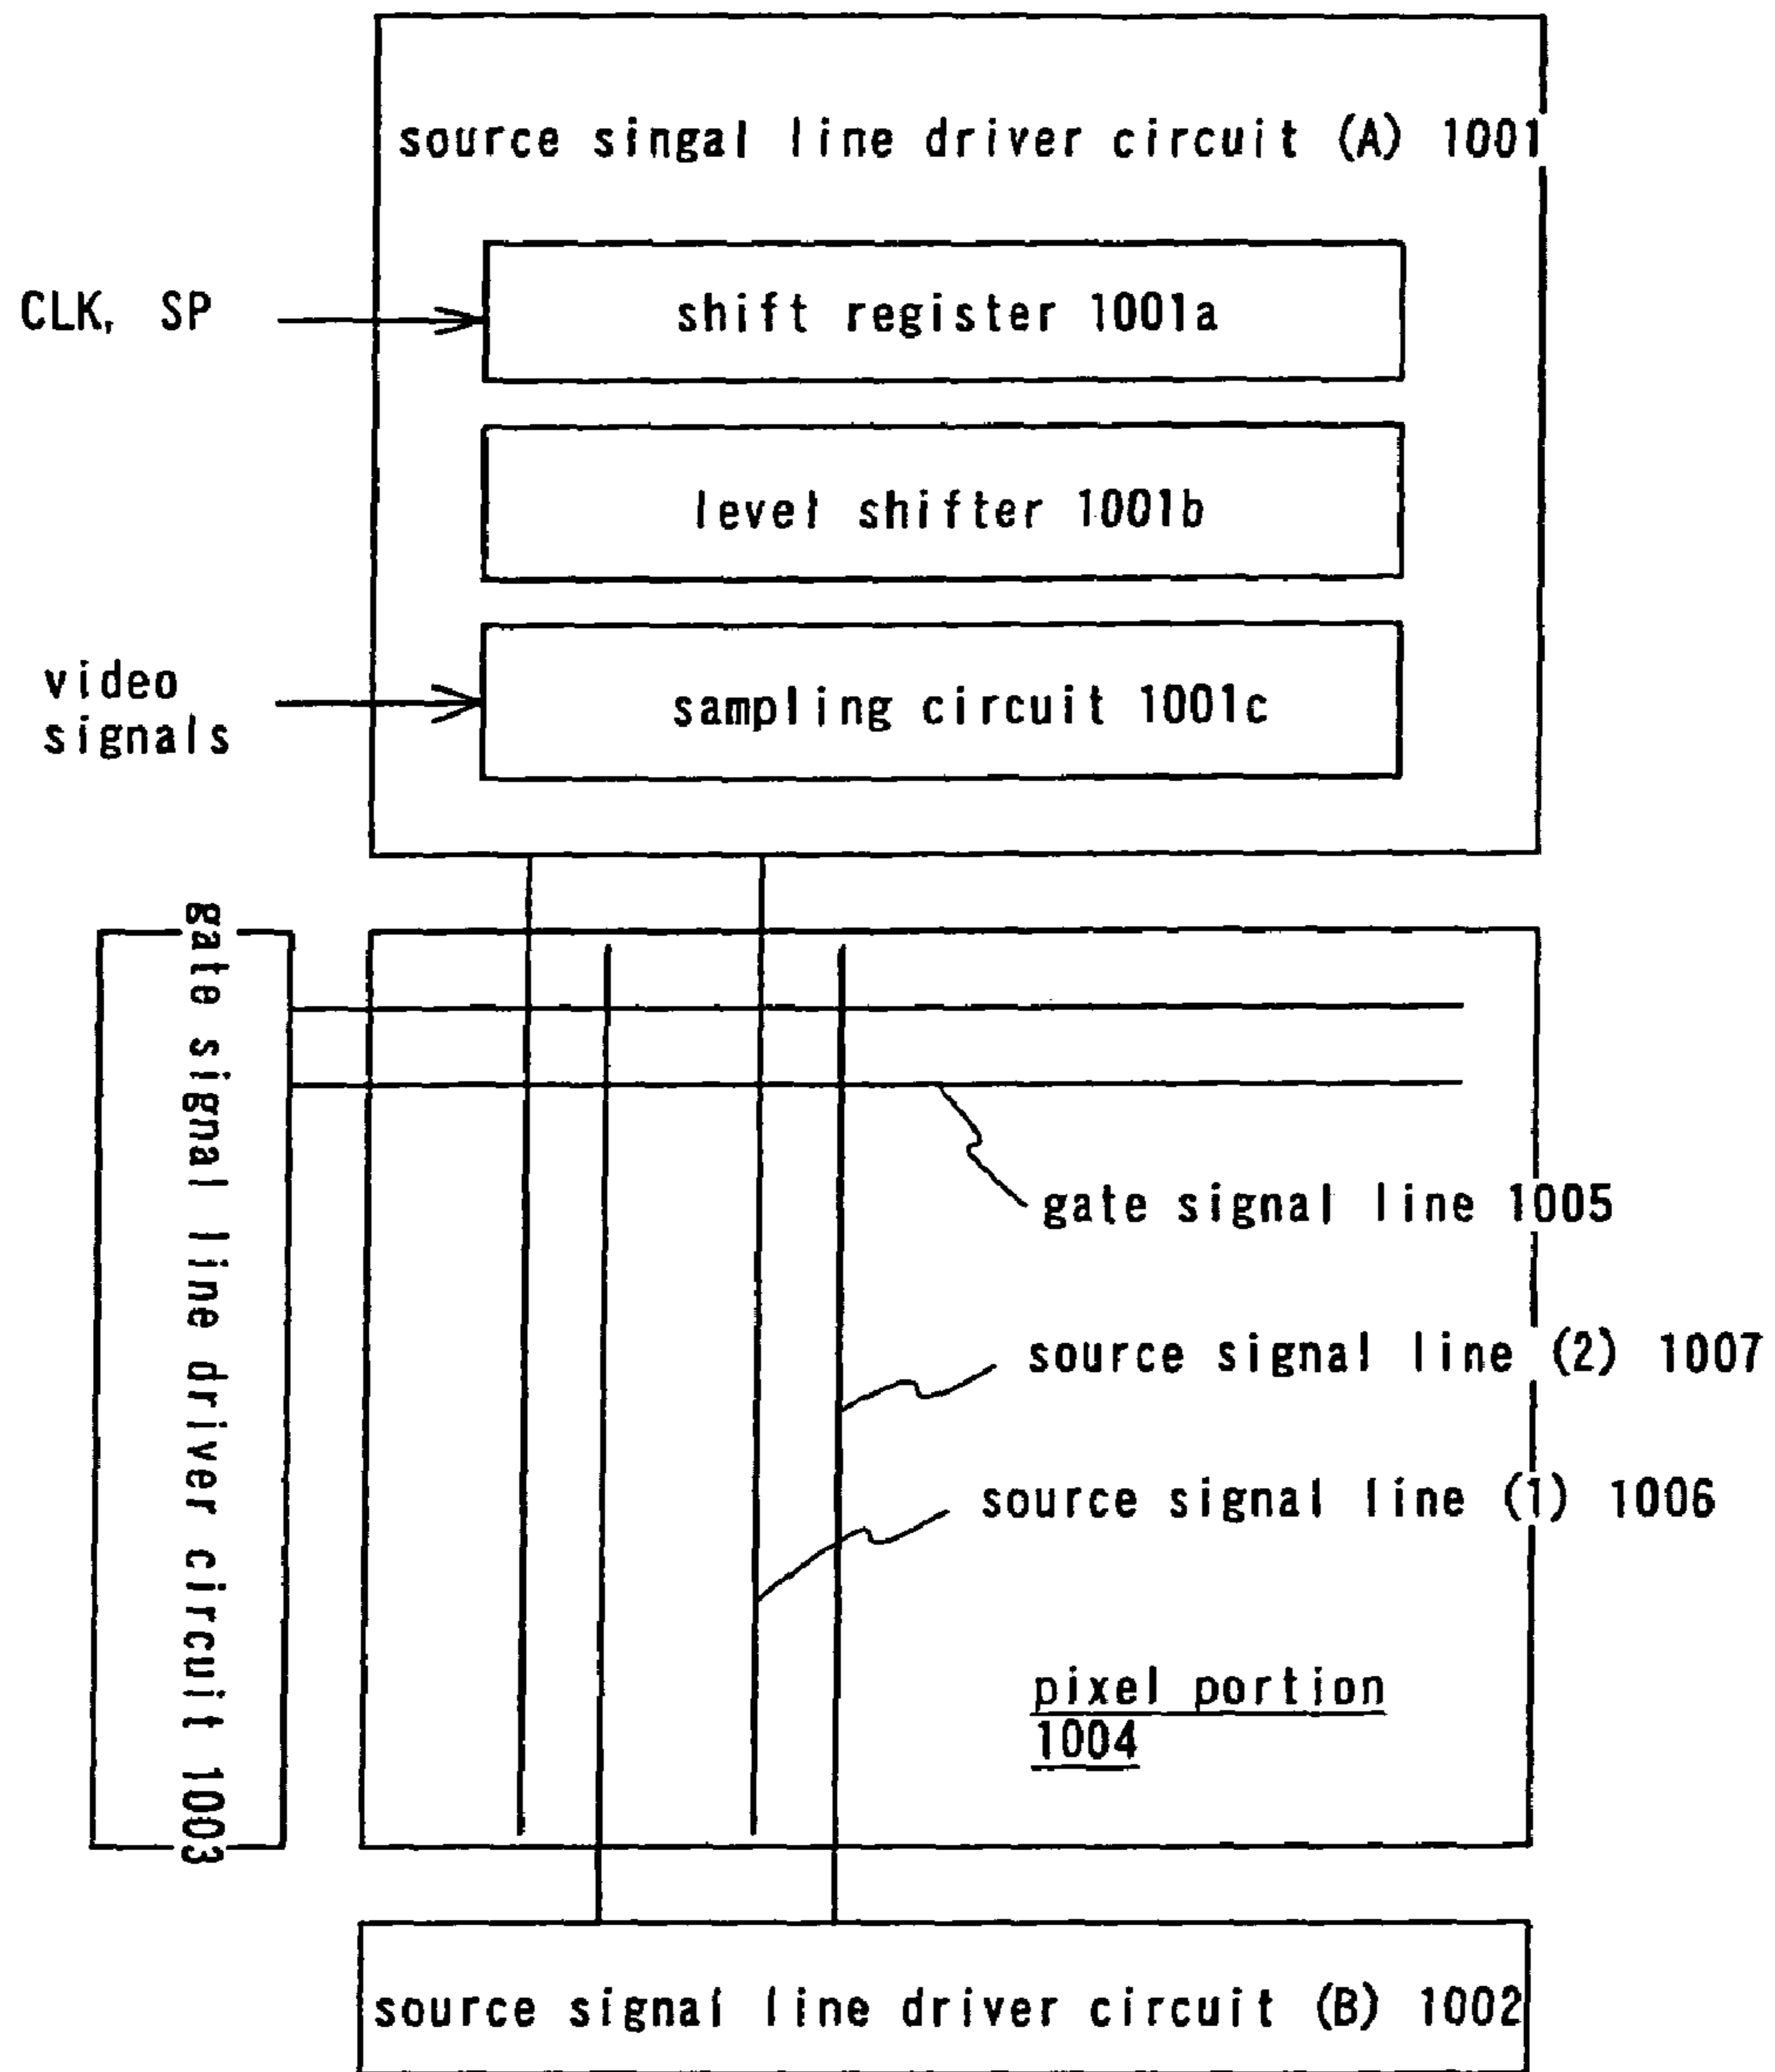 source singal line driver circuit (A) 1001
CLK, SP
shift register 1001a
level shifter 1001b
video
signals
sampling circuit 1001c
gate signal line driver circuit 1003
gate signal line 1005
source signal line (2) 1007
source signal line (1) 1006
pixel portion
1004
source signal line driver circuit (B) 1002